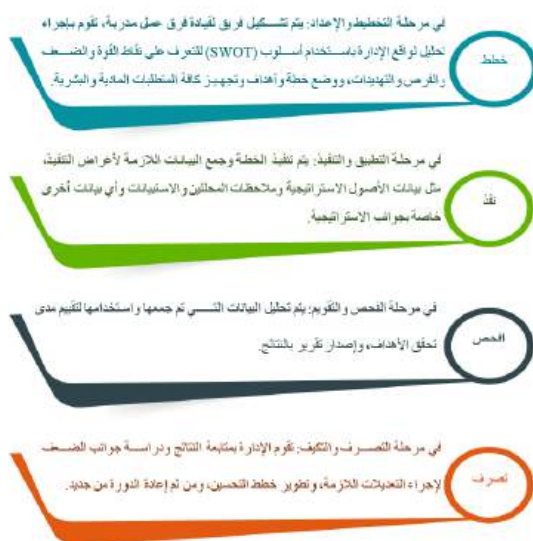 خطط
في مرحلة التخطيط والإعداد: يتم تشكيل فريق لقيادة فرق عمل مدربة، تقوم بإجراء
تحليل لواقع الإدارة باستخدام أسلوب (SWOT) للتعرف على نقاط القوة والضعف
والفرص والتهديدات، ووضع خطة وأهداف وتجهيز كافة المتطلبات المادية والبشرية.
نفذ
في مرحلة التطبيق والتنفيذ: يتم تنفيذ الخطة وجمع البيانات اللازمة لأغراض التنفيذ،
مثل بيانات الأصول الاستراتيجية وملاحظات المحللين والاستبيانات وأي بيانات أخرى
خاصة بجوانب الاستراتيجية.
افحص
في مرحلة الفحص والتقويم: يتم تحليل البيانات التي تم جمعها واستخدامها لتقييم مدى
تحقق الأهداف، وإصدار تقرير بالنتائج.
تصرف
في مرحلة التصرف والتكيف: تقوم الإدارة بمتابعة النتائج ودراسة جوانب الضعف
لإجراء التعديلات اللازمة، وتطوير خطط التحسين، ومن ثم إعادة الدورة من جديد.